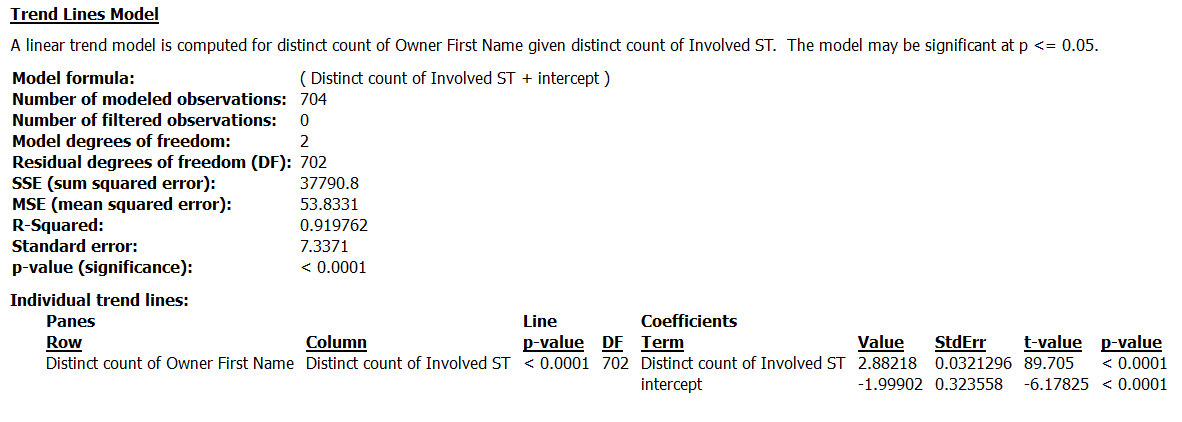 Trend Lines Model
A linear trend model is computed for distinct count of Owner First Name given distinct count of Involved ST.  The model may be significant at p <= 0.05.
Model formula: ( Distinct count of Involved ST + intercept )
Number of modeled observations: 704
Number of filtered observations: 0
Model degrees of freedom: 2
Residual degrees of freedom (DF): 702
SSE (sum squared error): 37790.8
MSE (mean squared error): 53.8331
R-Squared: 0.919762
Standard error: 7.3371
p-value (significance): < 0.0001
Individual trend lines:
Panes Line Coefficients
Row Column p-value DF Term Value StdErr t-value p-value
Distinct count of Owner First Name Distinct count of Involved ST < 0.0001 702 Distinct count of Involved ST 2.88218 0.0321296 89.705 < 0.0001
intercept -1.99902 0.323558 -6.17825 < 0.0001